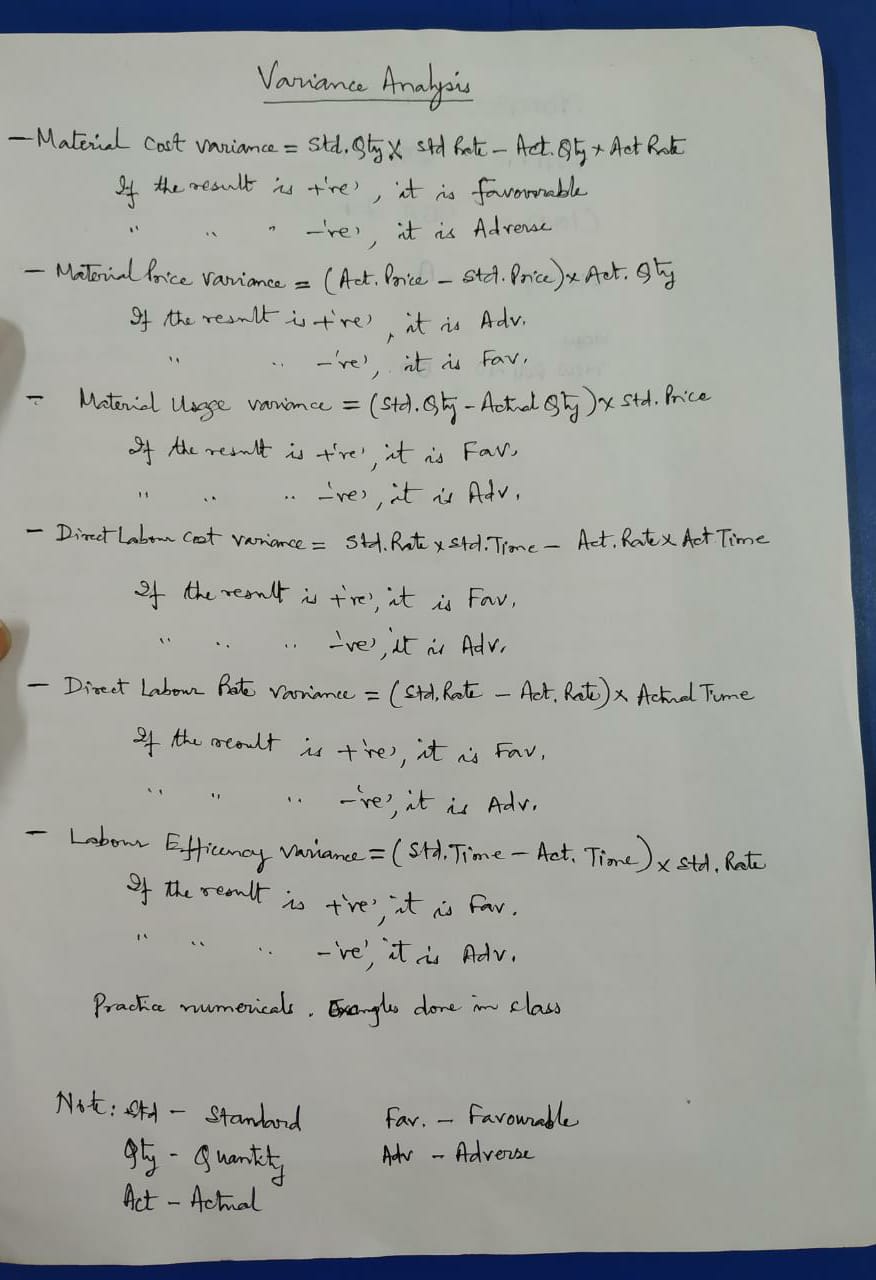 Variance Analysis
- Material Cost variance = Std. Qty X Std Rate - Act. Qty x Act Rate
If the result is +'ve', it is favovorable
" " " -'ve', it is Adverse
- Material Price variance = (Act. Price - Std. Price) x Act. Qty
If the result is +'ve', it is Adv.
" " -'ve', it is Fav.
- Material Usage variance = (Std. Qty - Actual Qty) x Std. Price
If the result is +'ve', it is Fav.
" " " -'ve', it is Adv.
- Direct Labour Cost variance = Std. Rate x Std. Time - Act. Rate x Act Time
If the result is +'ve', it is Fav.
" " " -'ve', it is Adv.
- Direct Labour Rate variance = (Std. Rate - Act. Rate) x Actual Time
If the result is +'ve', it is Fav.
" " " -'ve', it is Adv.
- Labour Efficency variance = (Std. Time - Act. Time) x Std. Rate
If the result is +'ve', it is Fav.
" " " -'ve', it is Adv.
Practice numericals. Examples done in class
Note: Std - Standard Fav. - Favourable
Qty - Quantity Adv - Adverse
Act - Actual